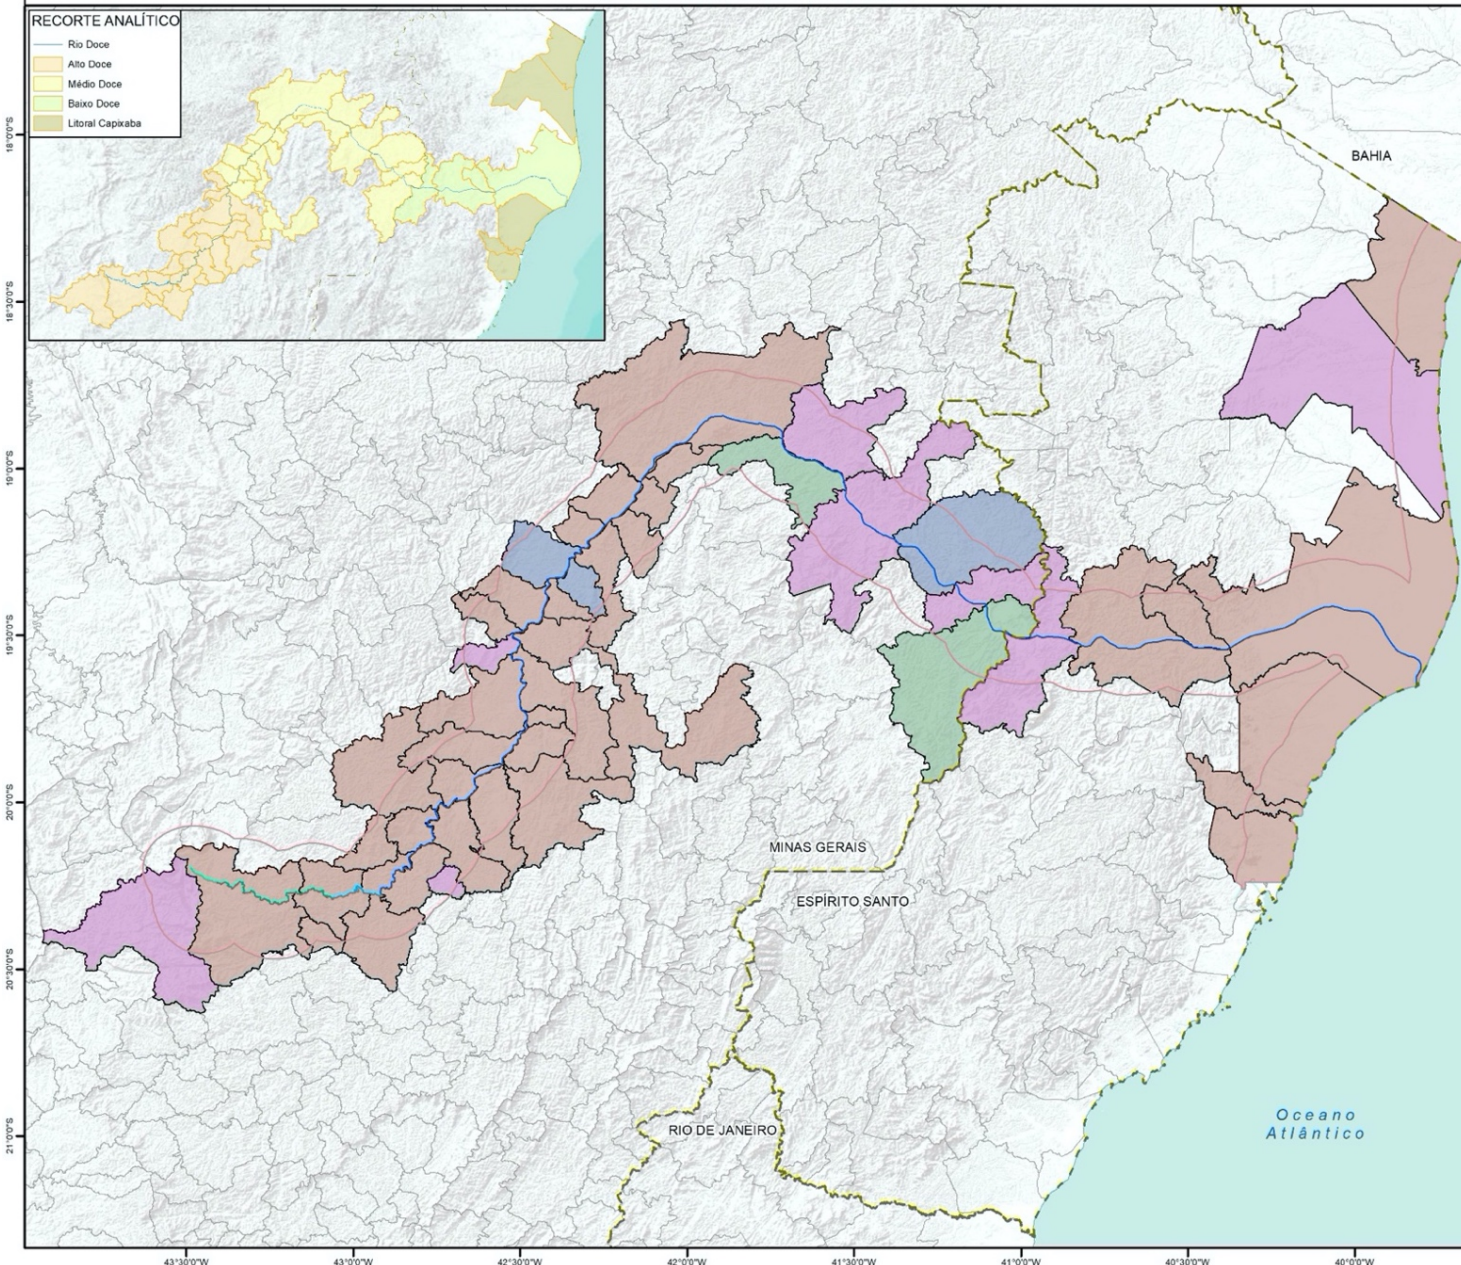 RECORTE ANALÍTICO
Rio Doce
Alto Doce
Médio Doce
Baixo Doce
Litoral Capixaba
BAHIA
MINAS GERAIS
ESPÍRITO SANTO
RIO DE JANEIRO
Oceano
Atlântico
18°0'0"S
18°30'0"S
19°0'0"S
19°30'0"S
20°0'0"S
20°30'0"S
21°0'0"S
43°30'0"W
43°0'0"W
42°30'0"W
42°0'0"W
41°30'0"W
41°0'0"W
40°30'0"W
40°0'0"W